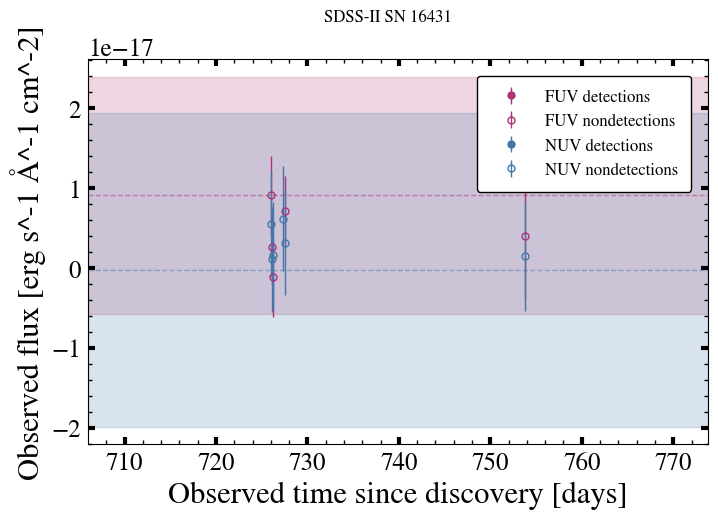 SDSS-II SN 16431
1e−17
Observed flux [erg s^-1 Å^-1 cm^-2]
2
1
0
−1
−2
FUV detections
FUV nondetections
NUV detections
NUV nondetections
710 720 730 740 750 760 770
Observed time since discovery [days]